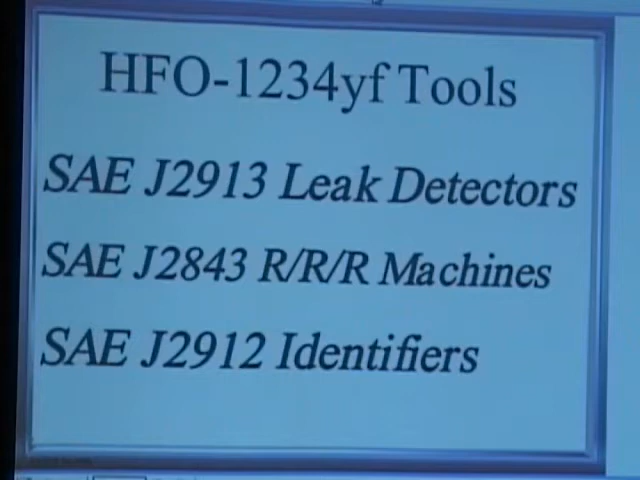 HFO-1234yf Tools
SAE J2913 Leak Detectors
SAE J2843 R/R/R Machines
SAE J2912 Identifiers